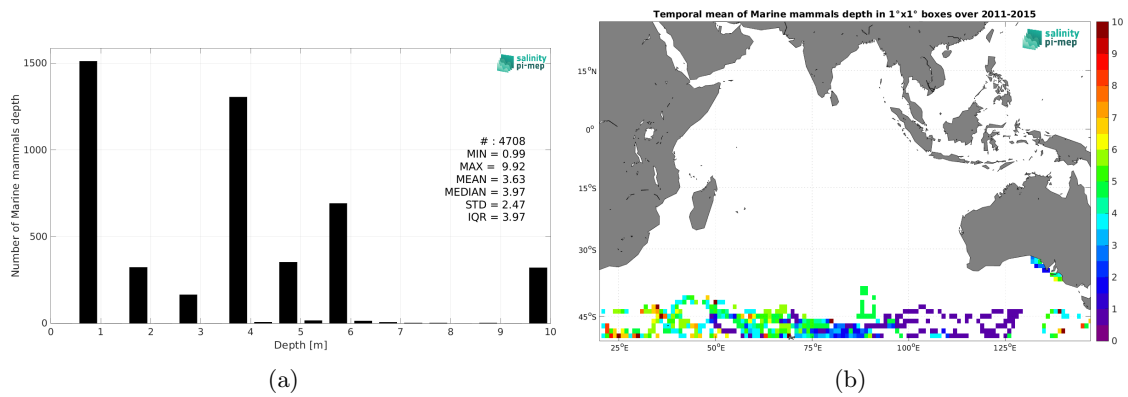 salinity
pi-mep
1500
1000
500
0
Number of Marine mammals depth
# : 4708
MIN = 0.99
MAX = 9.92
MEAN = 3.63
MEDIAN = 3.97
STD = 2.47
IQR = 3.97
0 1 2 3 4 5 6 7 8 9 10
Depth [m]
(a)
Temporal mean of Marine mammals depth in 1°x1° boxes over 2011-2015
salinity
pi-mep
15°N
0°
15°S
30°S
45°S
25°E 50°E 75°E 100°E 125°E
10
9
8
7
6
5
4
3
2
1
0
(b)